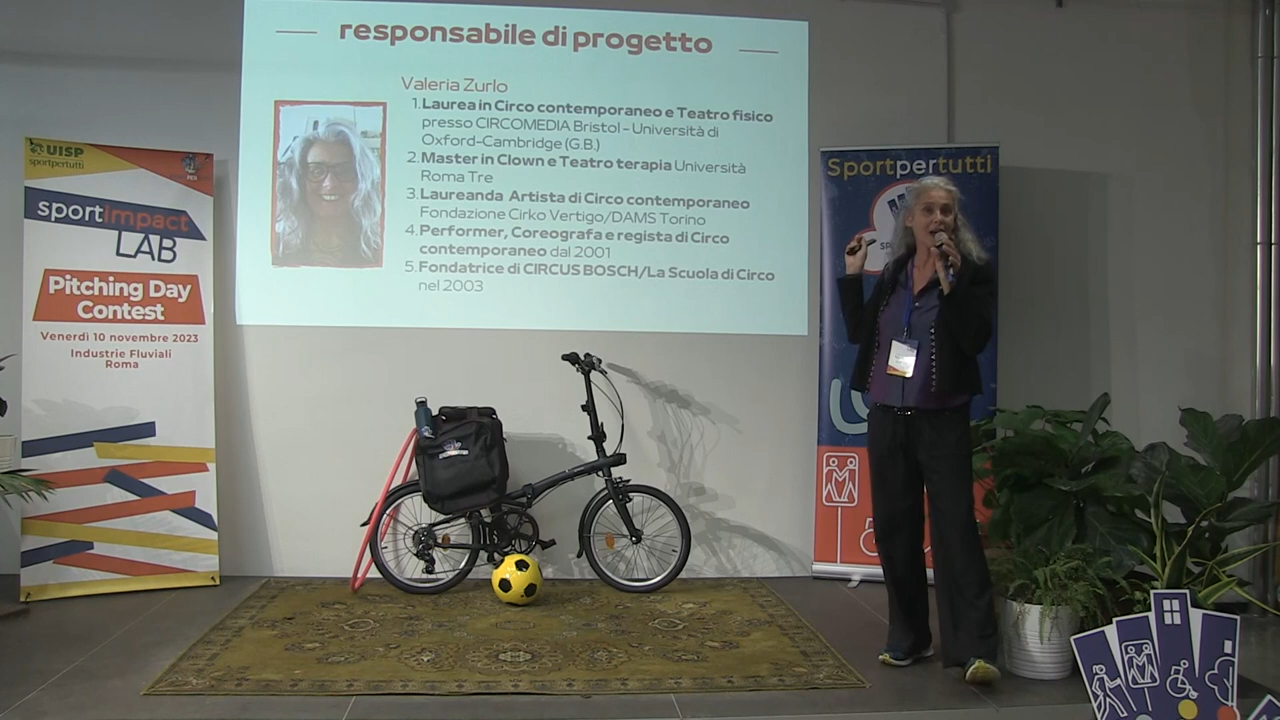 responsabile di progetto
Valeria Zurlo
1. Laurea in Circo contemporaneo e Teatro fisico
presso CIRCOMEDIA Bristol - Università di
Oxford-Cambridge (G.B.)
2. Master in Clown e Teatro terapia Università
Roma Tre
3. Laureanda Artista di Circo contemporaneo
Fondazione Cirko Vertigo/DAMS Torino
4. Performer, Coreografa e regista di Circo
contemporaneo dal 2001
5. Fondatrice di CIRCUS BOSCH/La Scuola di Circo
nel 2003
UISP
sportpertutti
sportimpact
LAB
Pitching Day
Contest
Venerdì 10 novembre 2023
Industrie Fluviali
Roma
Sportpertutti